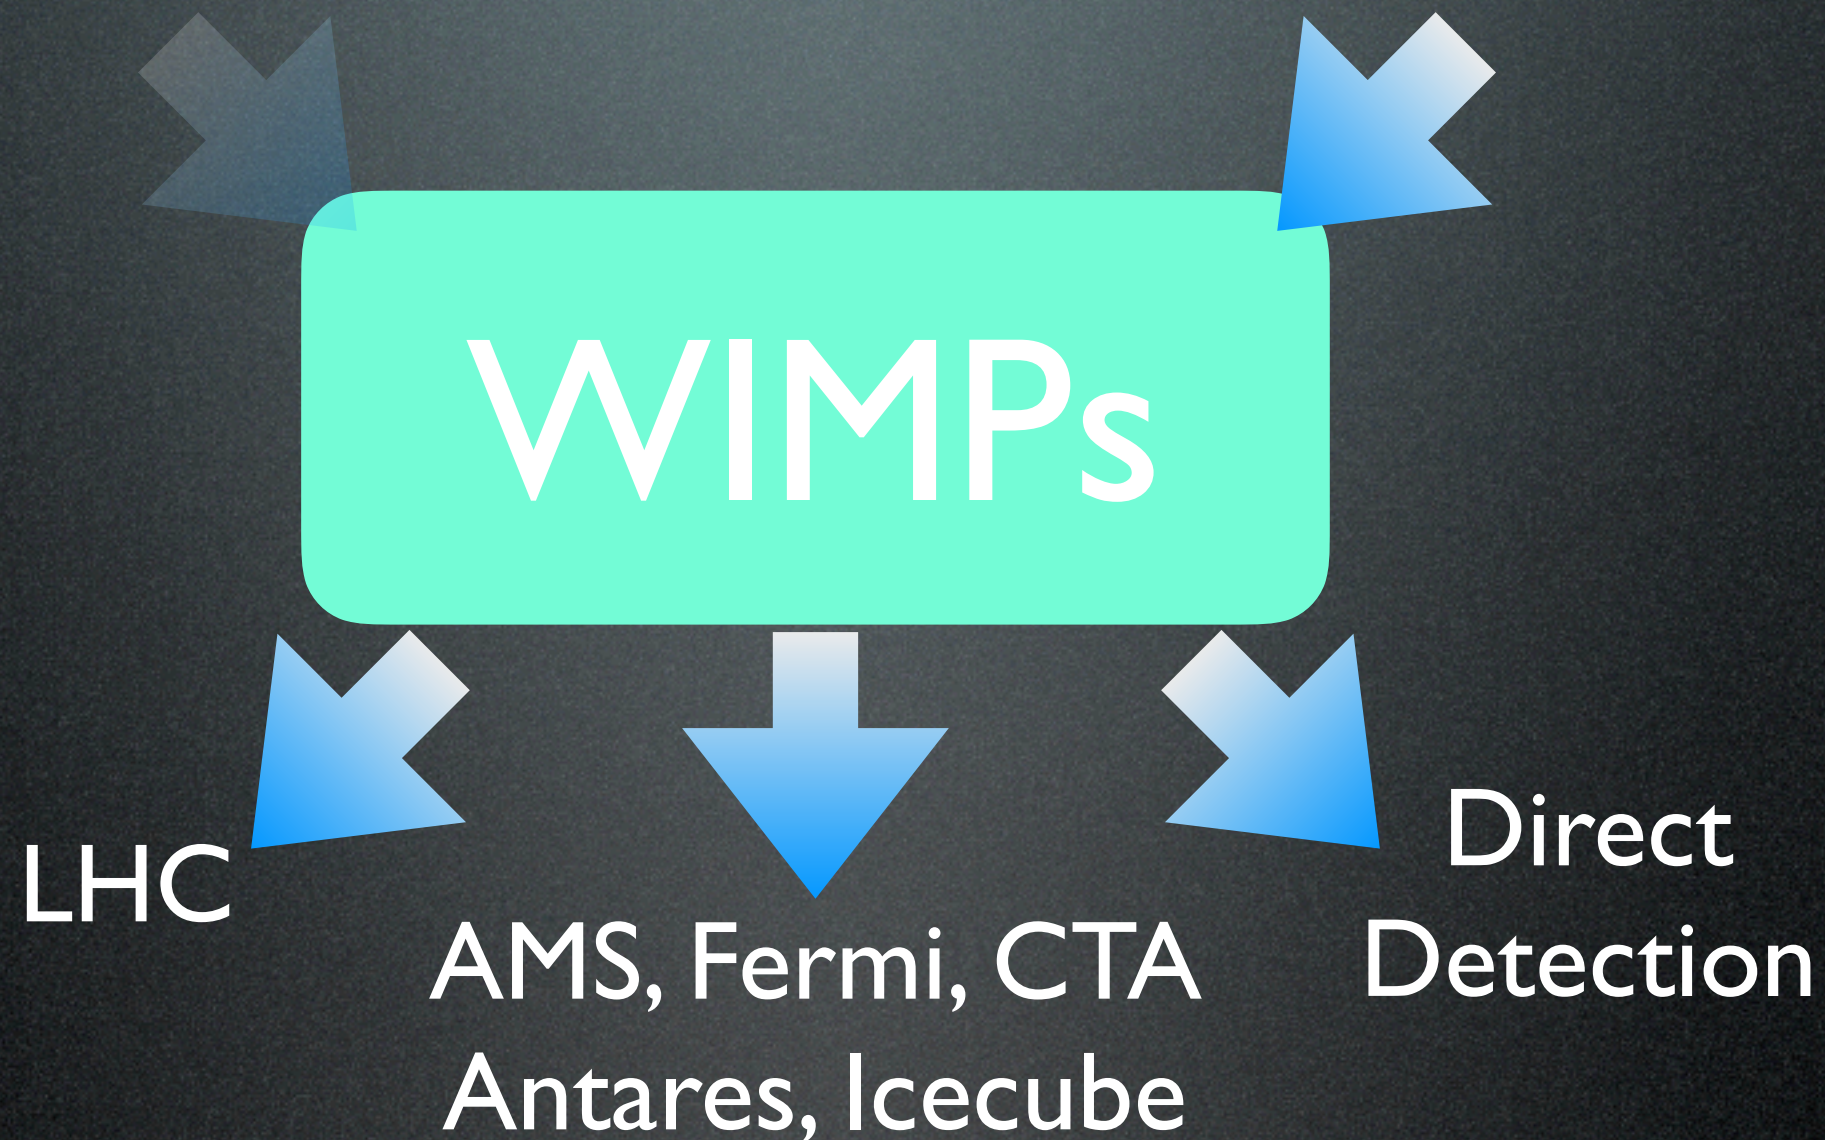 WIMPs
LHC
AMS, Fermi, CTA
Antares, Icecube
Direct
Detection